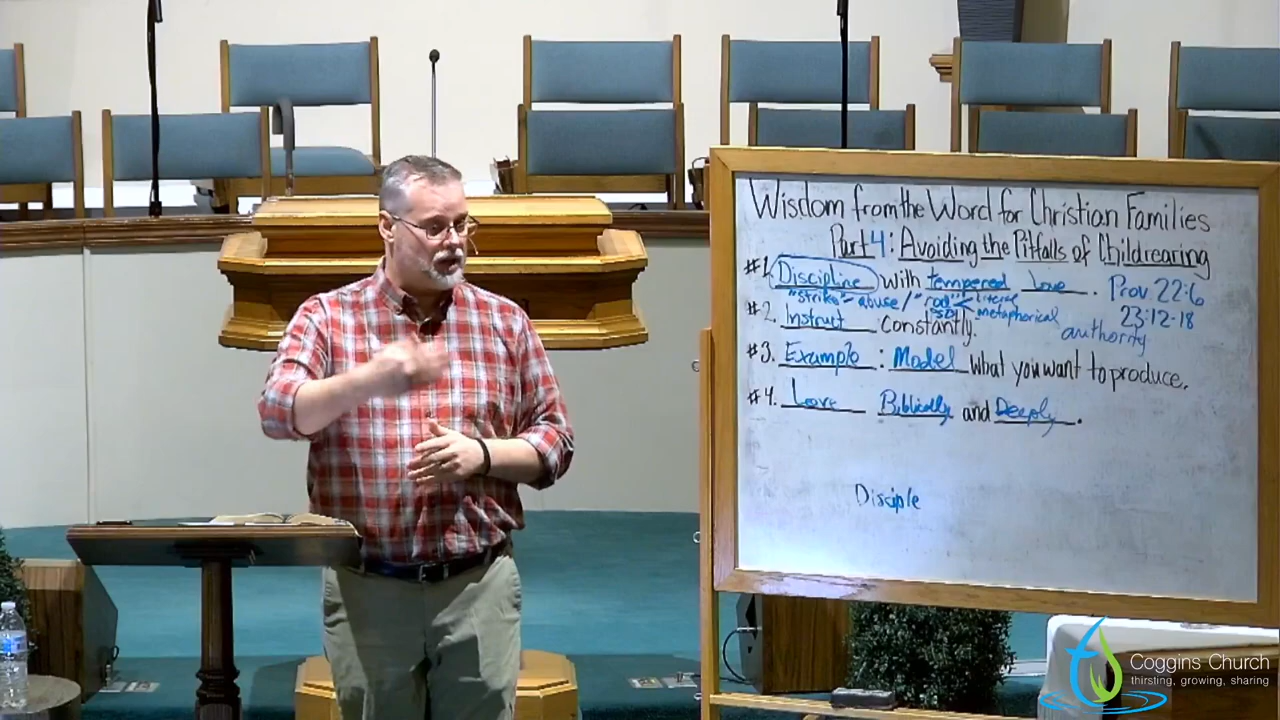 Wisdom from the Word for Christian Families
Part 4: Avoiding the Pitfalls of Childrearing
#1. Discipline with tempered Love. Prov. 22:6
"strike" - abuse / "rod" literal
metaphorical 23:12-18
#2. Instruct Constantly. authority
#3. Example: Model what you want to produce.
#4. Love Biblically and Deeply.
Disciple
Coggins Church
thirsting, growing, sharing